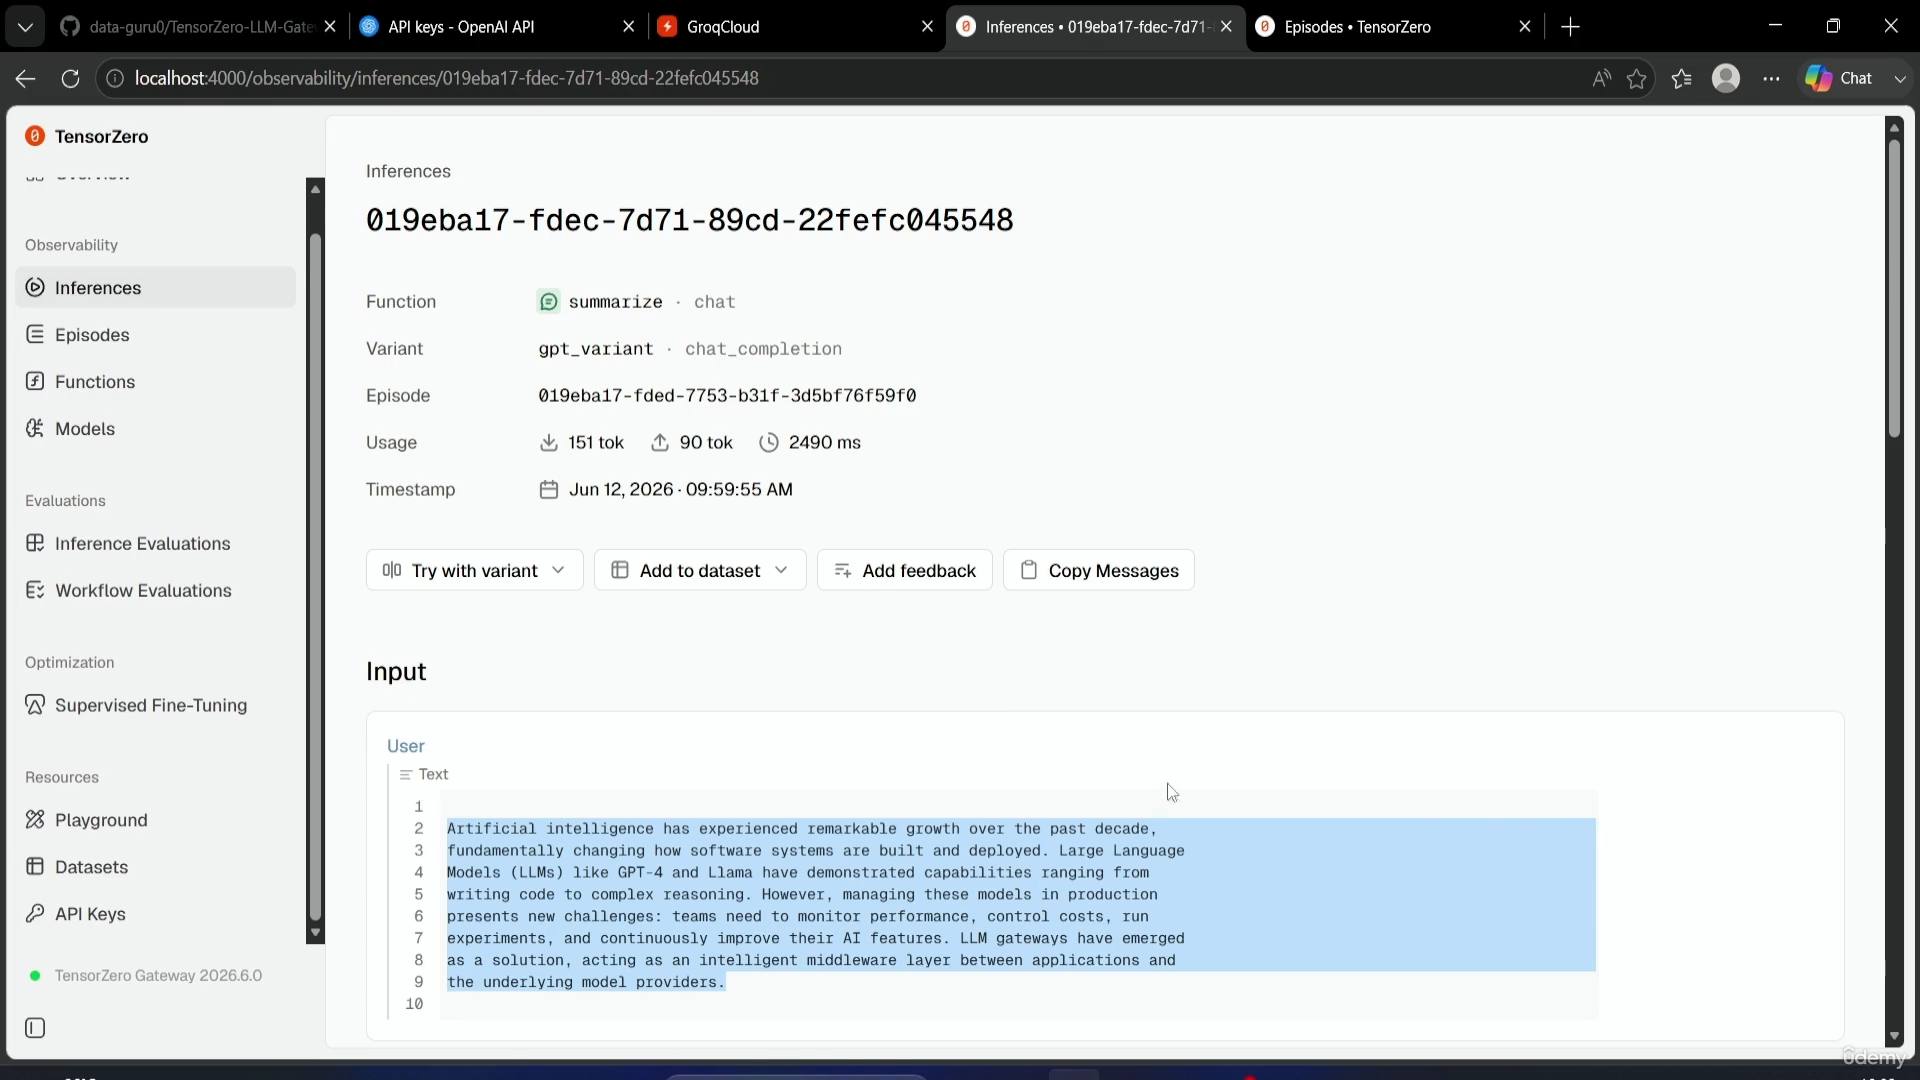 data-guru0/TensorZero-LLM-Gate
API keys - OpenAI API
GroqCloud
Inferences • 019eba17-fdec-7d71-
Episodes • TensorZero
localhost:4000/observability/inferences/019eba17-fdec-7d71-89cd-22fefc045548
Chat
TensorZero
Overview
Observability
Inferences
Episodes
Functions
Models
Evaluations
Inference Evaluations
Workflow Evaluations
Optimization
Supervised Fine-Tuning
Resources
Playground
Datasets
API Keys
TensorZero Gateway 2026.6.0
Inferences
019eba17-fdec-7d71-89cd-22fefc045548
Function summarize · chat
Variant gpt_variant · chat_completion
Episode 019eba17-fded-7753-b31f-3d5bf76f59f0
Usage 151 tok 90 tok 2490 ms
Timestamp Jun 12, 2026 · 09:59:55 AM
Try with variant Add to dataset Add feedback Copy Messages
Input
User
Text
1
2 Artificial intelligence has experienced remarkable growth over the past decade,
3 fundamentally changing how software systems are built and deployed. Large Language
4 Models (LLMs) like GPT-4 and Llama have demonstrated capabilities ranging from
5 writing code to complex reasoning. However, managing these models in production
6 presents new challenges: teams need to monitor performance, control costs, run
7 experiments, and continuously improve their AI features. LLM gateways have emerged
8 as a solution, acting as an intelligent middleware layer between applications and
9 the underlying model providers.
10
Udemy